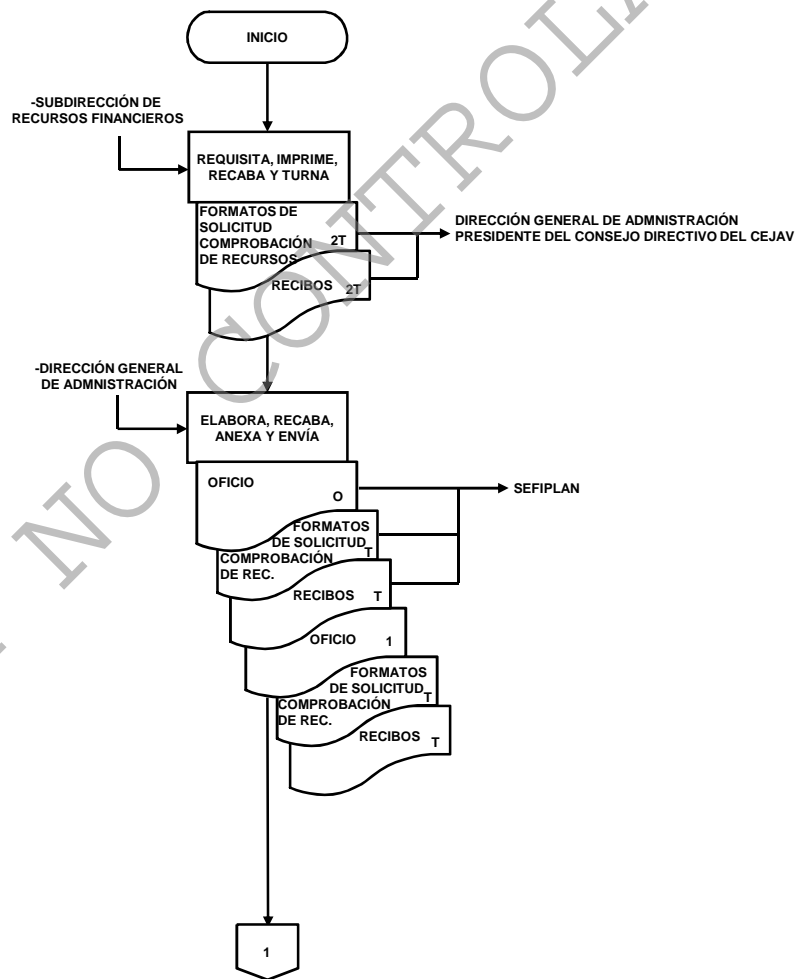 INICIO
-SUBDIRECCIÓN DE
RECURSOS FINANCIEROS
REQUISITA, IMPRIME,
RECABA Y TURNA
FORMATOS DE
SOLICITUD
COMPROBACIÓN
DE RECURSOS
2T
RECIBOS 2T
DIRECCIÓN GENERAL DE ADMNISTRACIÓN
PRESIDENTE DEL CONSEJO DIRECTIVO DEL CEJAV
-DIRECCIÓN GENERAL
DE ADMNISTRACIÓN
ELABORA, RECABA,
ANEXA Y ENVÍA
OFICIO
O
SEFIPLAN
FORMATOS
DE SOLICITUD
COMPROBACIÓN T
DE REC.
RECIBOS T
OFICIO 1
FORMATOS
DE SOLICITUD
COMPROBACIÓN T
DE REC.
RECIBOS T
1
NO CONTROLA